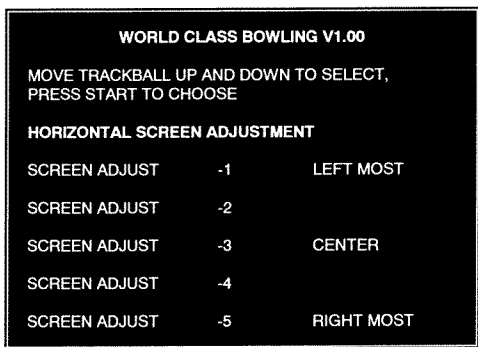 WORLD CLASS BOWLING V1.00
MOVE TRACKBALL UP AND DOWN TO SELECT,
PRESS START TO CHOOSE
HORIZONTAL SCREEN ADJUSTMENT
SCREEN ADJUST -1 LEFT MOST
SCREEN ADJUST -2
SCREEN ADJUST -3 CENTER
SCREEN ADJUST -4
SCREEN ADJUST -5 RIGHT MOST